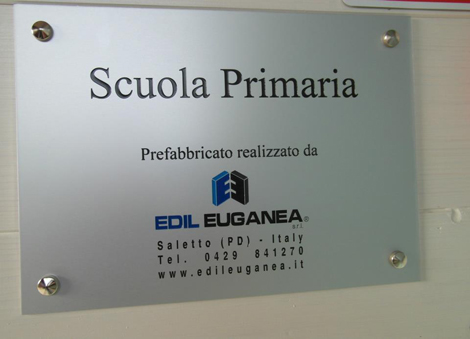 Scuola Primaria
Prefabbricato realizzato da
EDIL EUGANEA®
srl
Saletto (PD) - Italy
Tel. 0429 841270
www.edileuganea.it